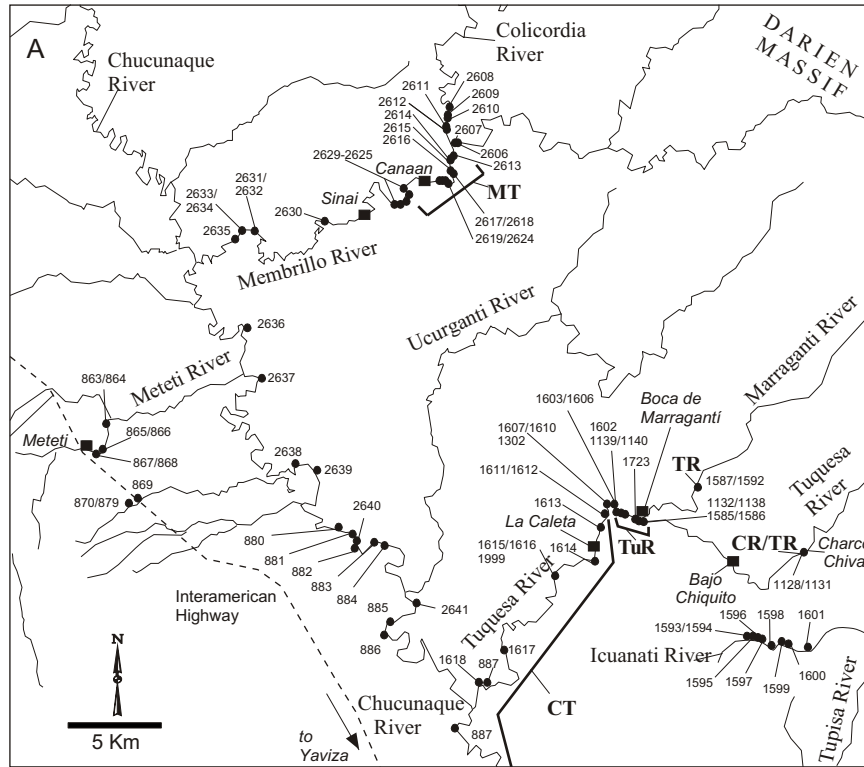 A
Chucunaque
River
Colicordia
River
DARIEN
MASSIF
2611
2608
2609
2610
2612
2614
2615
2616
2607
2606
2613
2629-2625
Canaan
MT
2631/
2632
2633/
2634
2635
Sinai
2630
2617/2618
2619/2624
Membrillo River
Ucurganti River
Marraganti River
2636
Meteti River
2637
863/864
Meteti
865/866
867/868
870/879
869
2638
2639
2640
880
881
882
883
884
885
886
2641
1603/1606
1607/1610
1302
1602
1139/1140
Boca de
Marragantí
1611/1612
1723
TR
1587/1592
1132/1138
1585/1586
Tuquesa
River
1613
La Caleta
TuR
CR/TR
Charco
Chiva
1615/1616
1999
1614
Bajo
Chiquito
1128/1131
Tuquesa River
Interamerican
Highway
1593/1594
1596
1598
1601
Icuanati River
1595
1597
1599
1600
1617
1618
887
CT
Chucunaque
River
887
Tupisa River
N
5 Km
to
Yaviza